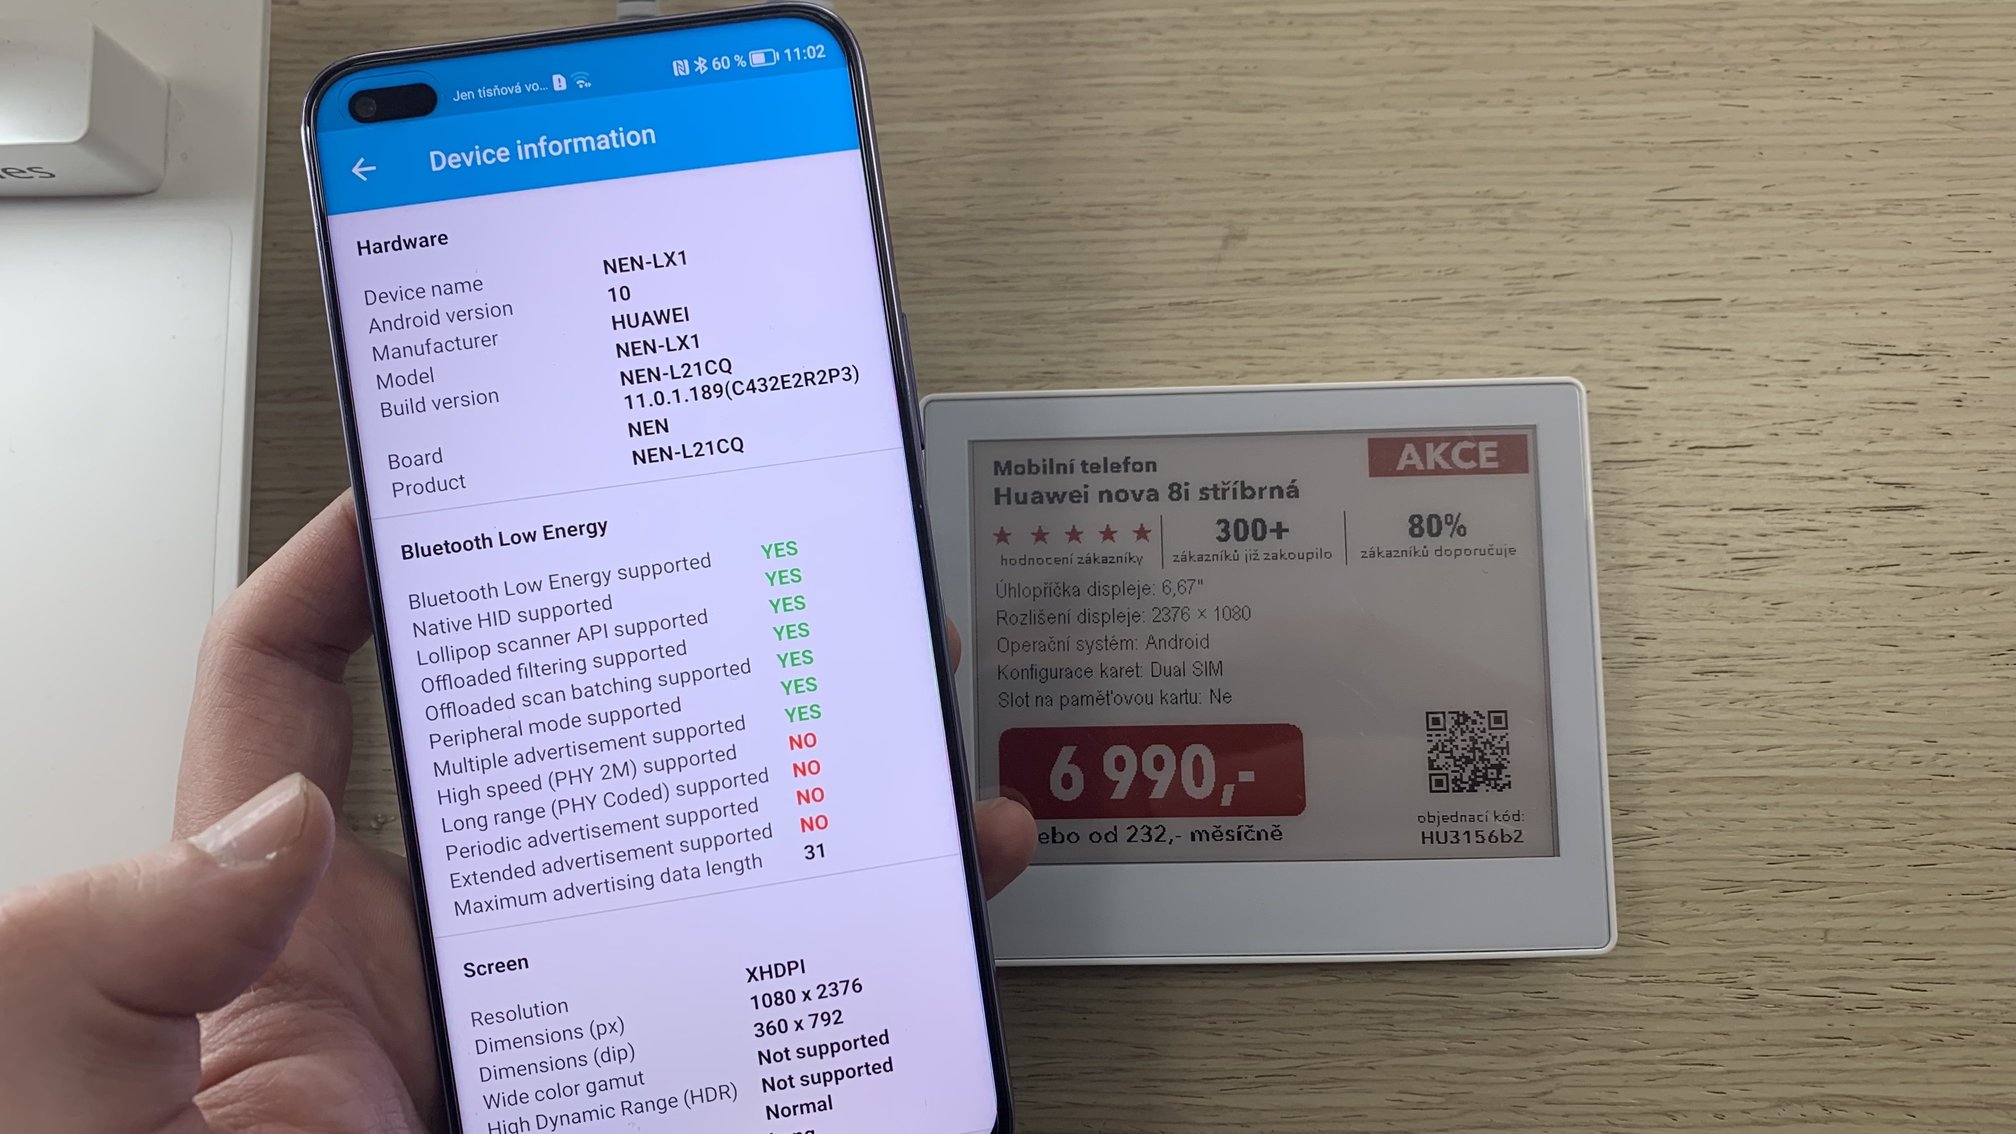 es
Jen tísňová vo... 60 % 11:02
Device information
Hardware
Device name NEN-LX1
Android version 10
Manufacturer HUAWEI
Model NEN-LX1
Build version NEN-L21CQ
11.0.1.189(C432E2R2P3)
Board NEN
Product NEN-L21CQ
Bluetooth Low Energy
Bluetooth Low Energy supported YES
Native HID supported YES
Lollipop scanner API supported YES
Offloaded filtering supported YES
Offloaded scan batching supported YES
Peripheral mode supported YES
Multiple advertisement supported YES
High speed (PHY 2M) supported NO
Long range (PHY Coded) supported NO
Periodic advertisement supported NO
Extended advertisement supported NO
Maximum advertising data length 31
Screen
Resolution XHDPI
Dimensions (px) 1080 x 2376
Dimensions (dip) 360 x 792
Wide color gamut Not supported
High Dynamic Range (HDR) Not supported
Normal
AKCE
Mobilní telefon
Huawei nova 8i stříbrná
300+ 80%
hodnocení zákazníky zákazníků již zakoupilo zákazníků doporučuje
Úhlopříčka displeje: 6,67"
Rozlišení displeje: 2376 × 1080
Operační systém: Android
Konfigurace karet: Dual SIM
Slot na paměťovou kartu: Ne
6 990,-
ebo od 232,- měsíčně
objednací kód:
HU3156b2